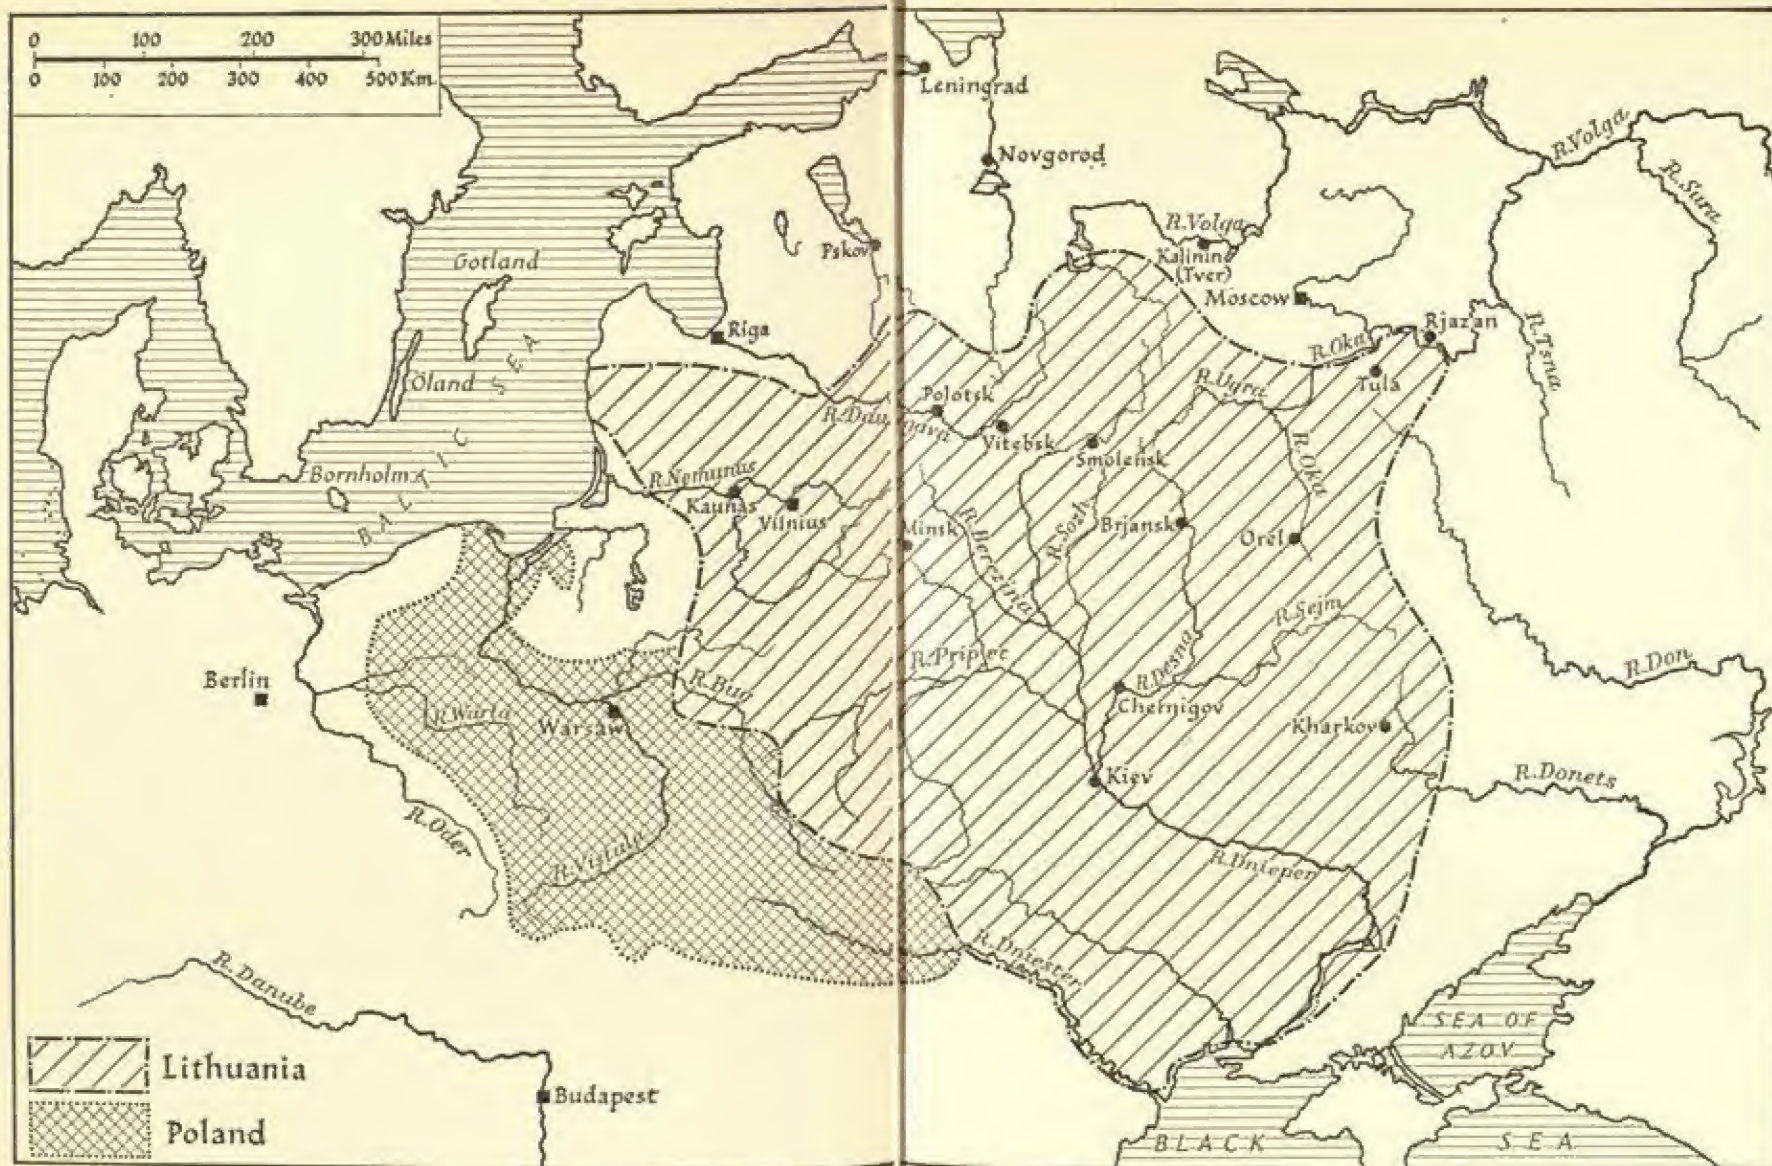 0 100 200 300 Miles
0 100 200 300 400 500 Km.
Leningrad
Novgorod
R. Volga
R. Sura
Pskov
R. Volga
Kalinin
(Tver)
Moscow
Gotland
Riga
R. Oka
Rjazan
R. Tsna
Öland
BALTIC SEA
Tula
R. Ugra
Polotsk
R. Daugava
Vitebsk
Smolensk
R. Oka
Bornholm
R. Nemunas
Kaunas
Vilnius
Minsk
R. Berezina
R. Sozh
Brjansk
Orel
R. Sejm
R. Pripet
R. Desna
R. Don
Berlin
R. Bug
R. Warta
Warsaw
Chernigov
Kharkov
Kiev
R. Donets
R. Oder
R. Vistula
R. Dnieper
R. Danube
R. Dniester
SEA OF
AZOV
Lithuania
Budapest
Poland
BLACK SEA